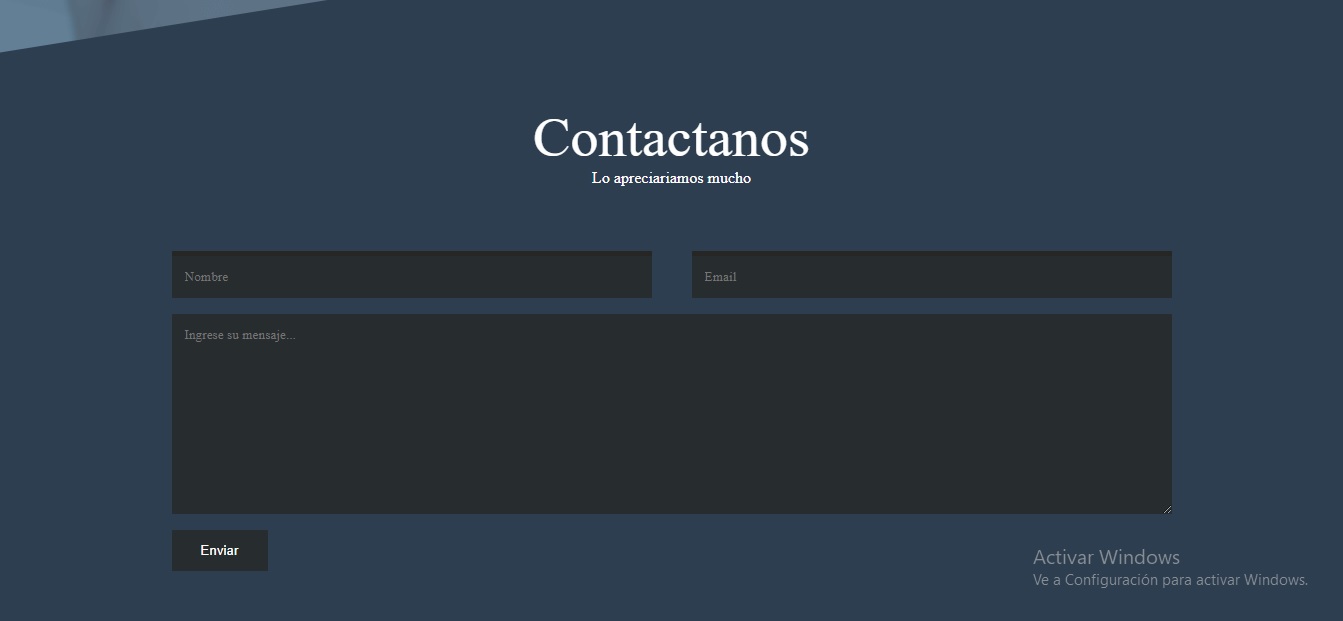 Contactanos
Lo apreciariamos mucho
Nombre
Email
Ingrese su mensaje...
Enviar
Activar Windows
Ve a Configuración para activar Windows.